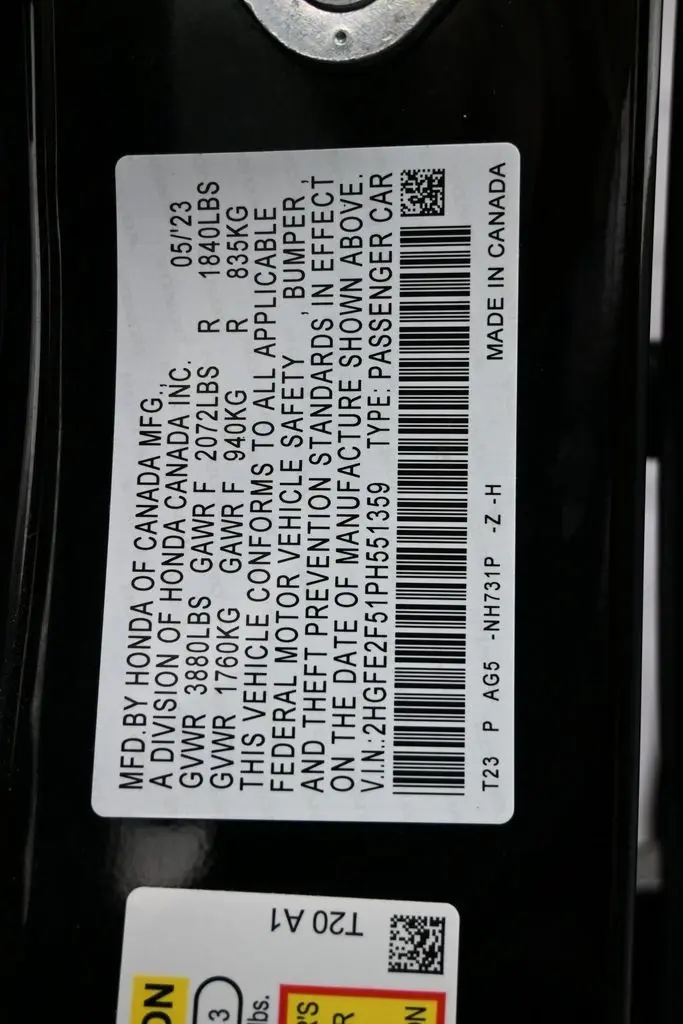 MFD.BY HONDA OF CANADA MFG.,
A DIVISION OF HONDA CANADA INC. 05/'23
GVWR 3880LBS GAWR F 2072LBS R 1840LBS
GVWR 1760KG GAWR F 940KG R 835KG
THIS VEHICLE CONFORMS TO ALL APPLICABLE
FEDERAL MOTOR VEHICLE SAFETY , BUMPER ,
AND THEFT PREVENTION STANDARDS IN EFFECT
ON THE DATE OF MANUFACTURE SHOWN ABOVE.
V.I.N.:2HGFE2F51PH551359 TYPE: PASSENGER CAR
T23 P AG5 -NH731P -Z -H MADE IN CANADA
T20 A1
3
lbs.